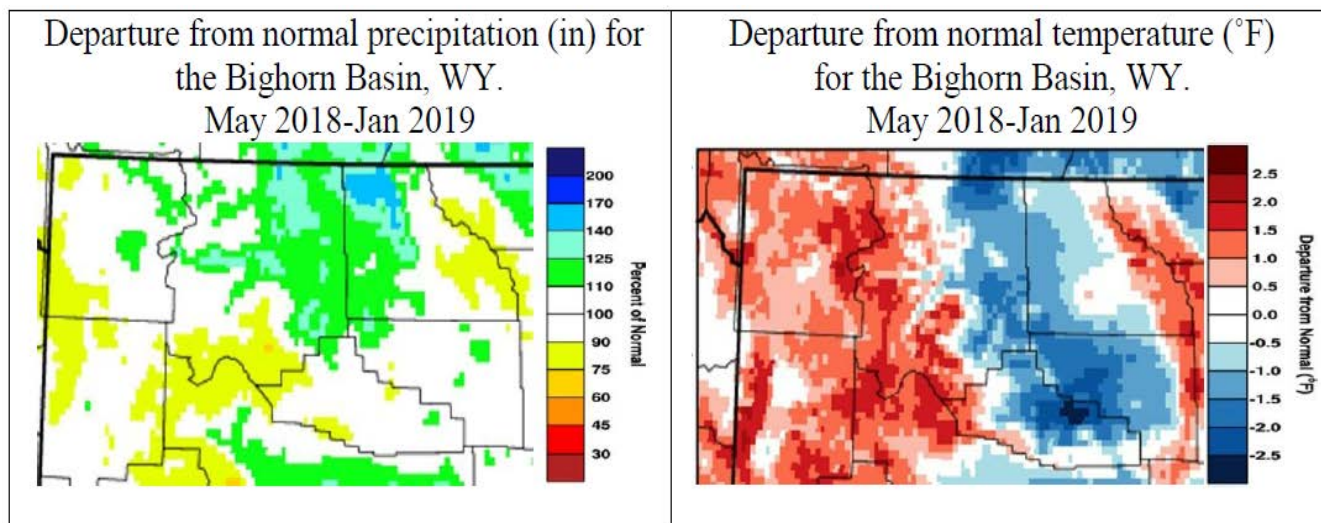 Departure from normal precipitation (in) for
the Bighorn Basin, WY.
May 2018-Jan 2019
200
170
140
125
110
100
90
75
60
45
30
Percent of Normal
Departure from normal temperature (˚F)
for the Bighorn Basin, WY.
May 2018-Jan 2019
2.5
2.0
1.5
1.0
0.5
0.0
-0.5
-1.0
-1.5
-2.0
-2.5
Departure from Normal (°F)